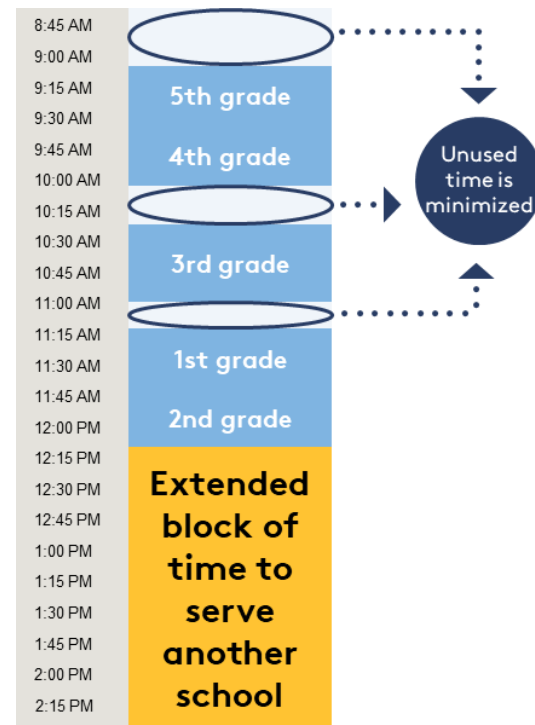 8:45 AM
9:00 AM
9:15 AM
9:30 AM
9:45 AM
10:00 AM
10:15 AM
10:30 AM
10:45 AM
11:00 AM
11:15 AM
11:30 AM
11:45 AM
12:00 PM
12:15 PM
12:30 PM
12:45 PM
1:00 PM
1:15 PM
1:30 PM
1:45 PM
2:00 PM
2:15 PM
5th grade
4th grade
3rd grade
1st grade
2nd grade
Extended
block of
time to
serve
another
school
Unused
time is
minimized